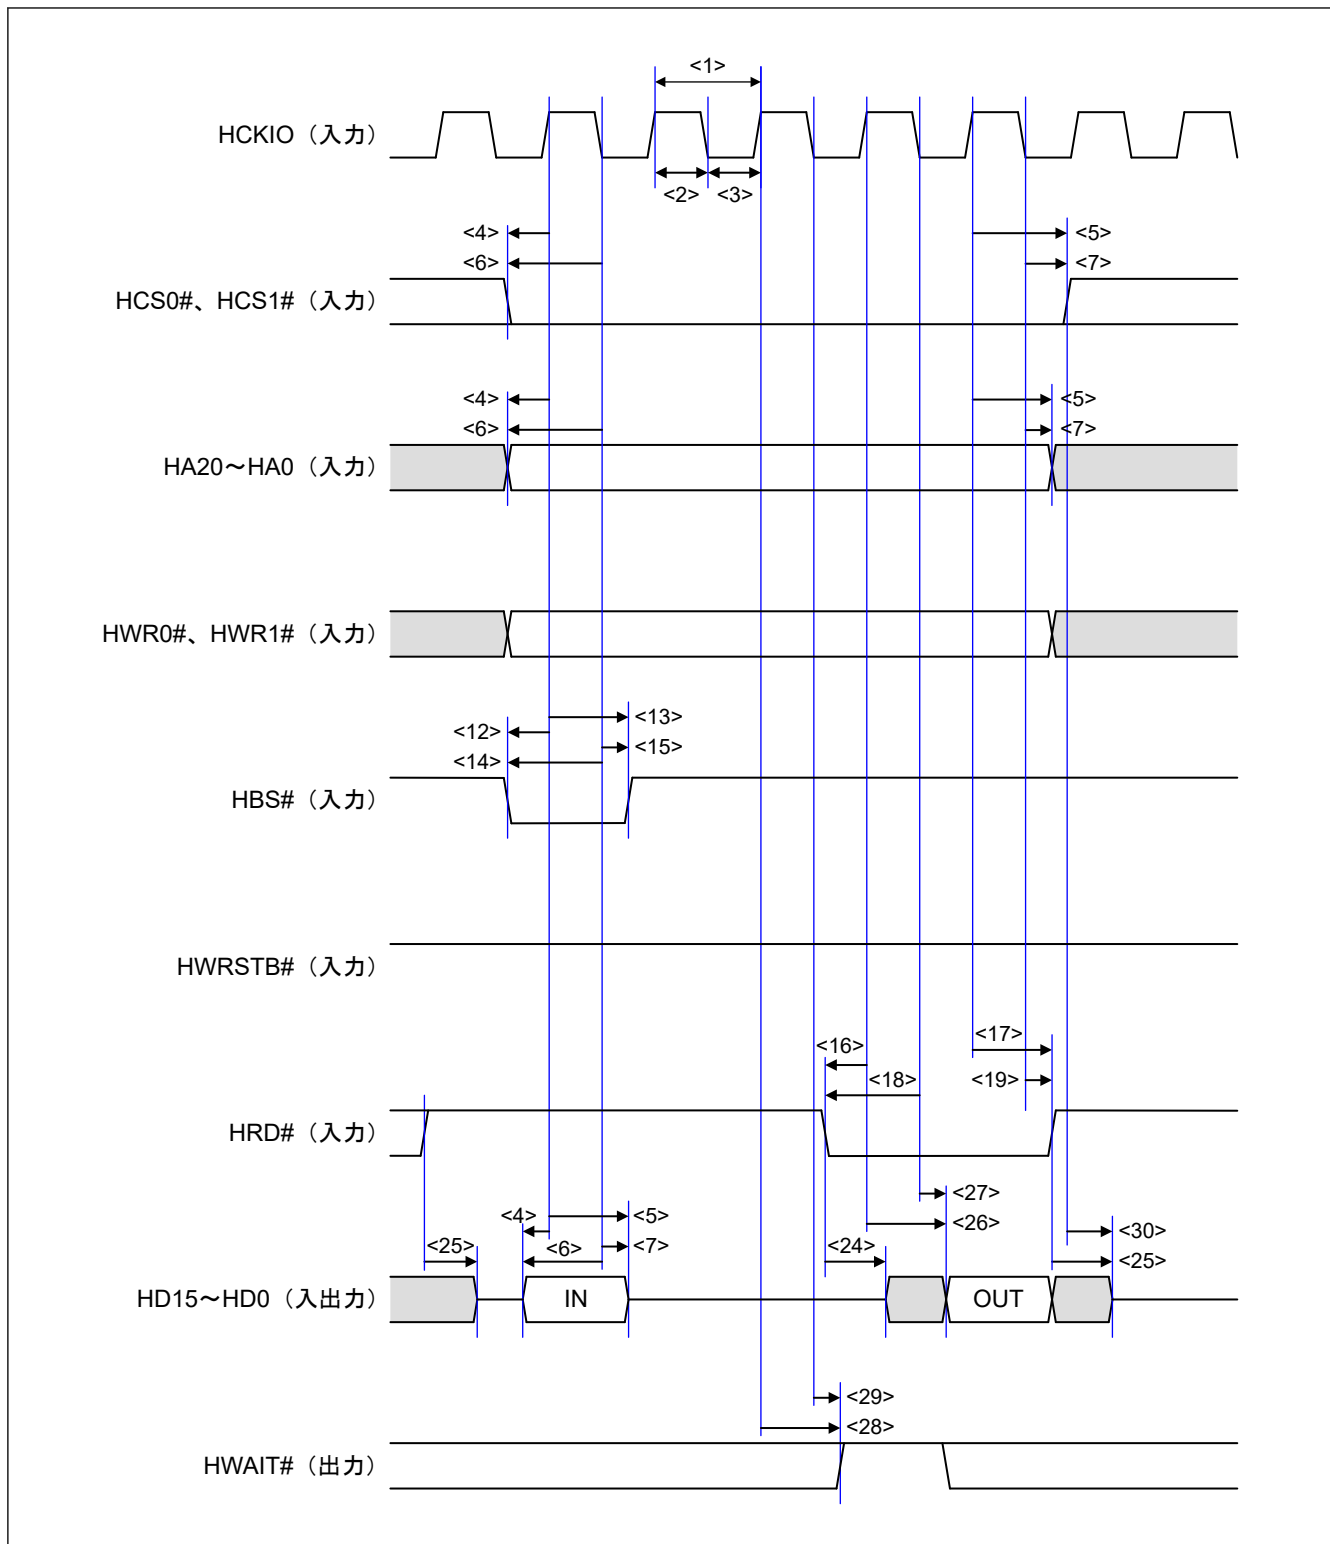 <1>
HCKIO（入力）
<2> <3>
<4> <5>
<6> <7>
HCS0#、HCS1#（入力）
<4> <5>
<6> <7>
HA20～HA0（入力）
HWR0#、HWR1#（入力）
<13>
<12>
<15>
<14>
HBS#（入力）
HWRSTB#（入力）
<17>
<16>
<19>
<18>
HRD#（入力）
<27>
<4> <5> <26> <30>
<25> <6> <7> <24> <25>
HD15～HD0（入出力） IN OUT
<29>
<28>
HWAIT#（出力）